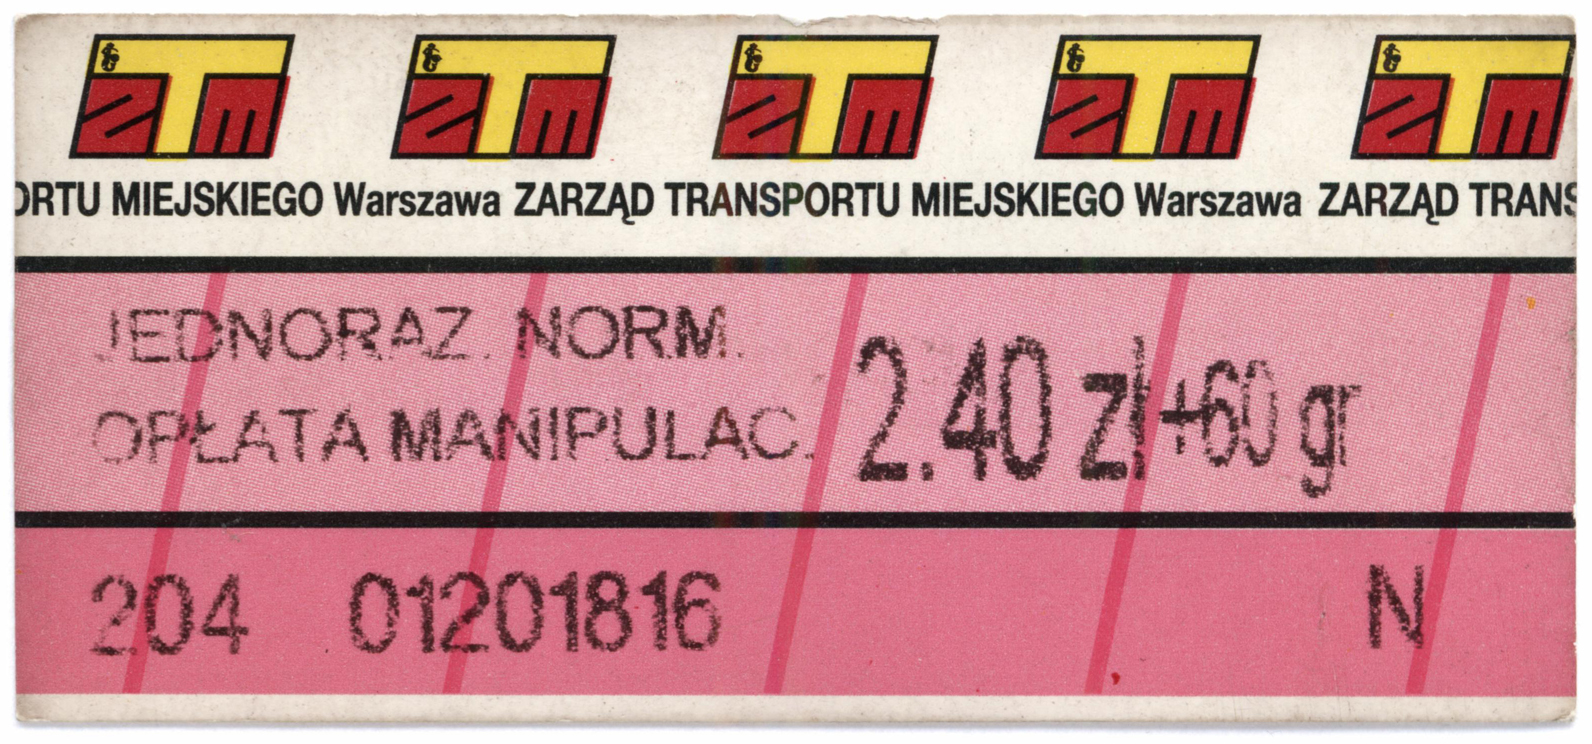 ZTM ZTM ZTM ZTM ZTM
ORTU MIEJSKIEGO Warszawa ZARZĄD TRANSPORTU MIEJSKIEGO Warszawa ZARZĄD TRANS
JEDNORAZ. NORM.
OPŁATA MANIPULAC. 2.40 zł+60 gr
204 01201816 N